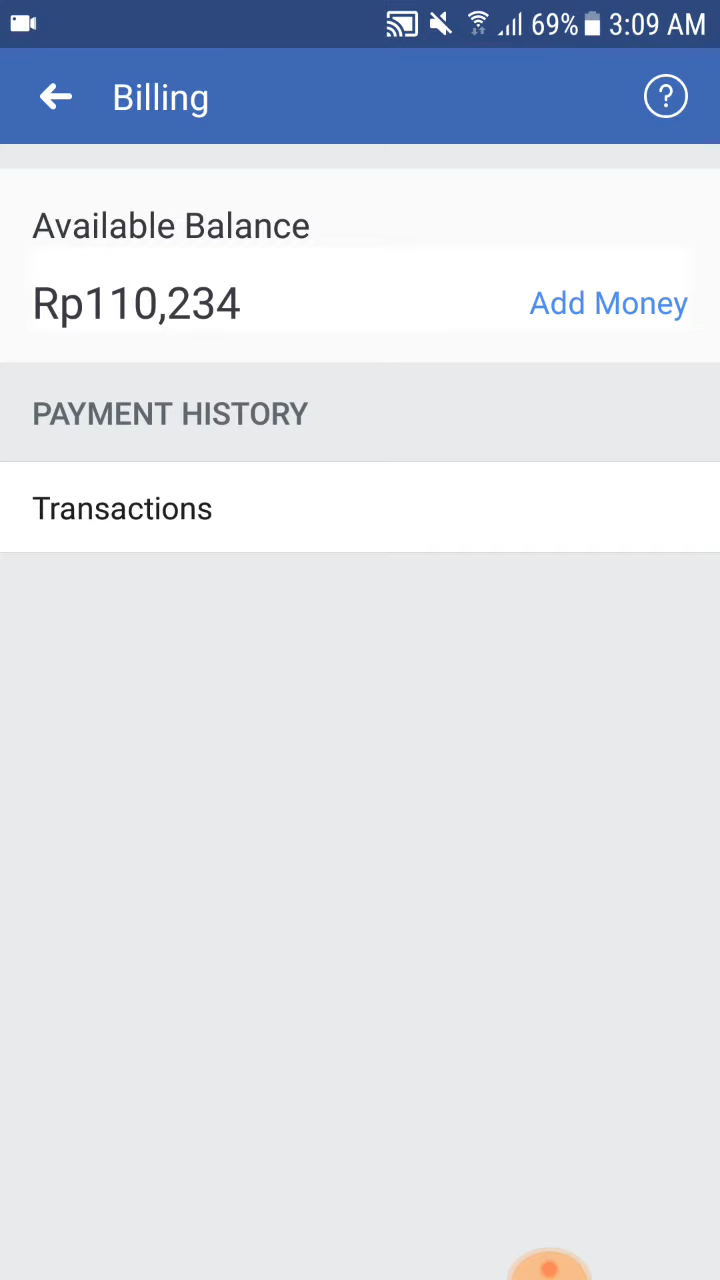 69% 3:09 AM
Billing
?
Available Balance
Rp110,234
Add Money
PAYMENT HISTORY
Transactions